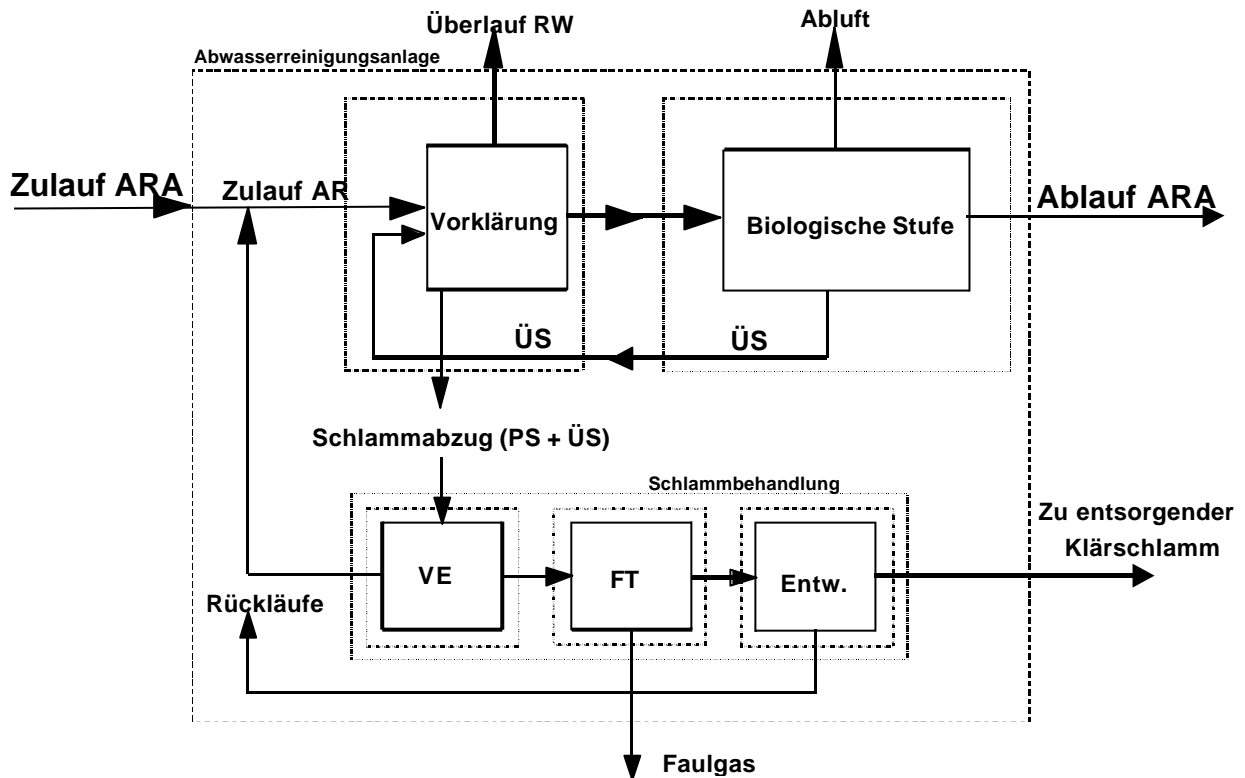 Überlauf RW
Abluft
Abwasserreinigungsanlage
Zulauf ARA
Zulauf AR
Vorklärung
Biologische Stufe
Ablauf ARA
ÜS
ÜS
Schlammabzug (PS + ÜS)
Schlammbehandlung
Zu entsorgender
Klärschlamm
VE
FT
Entw.
Rückläufe
Faulgas